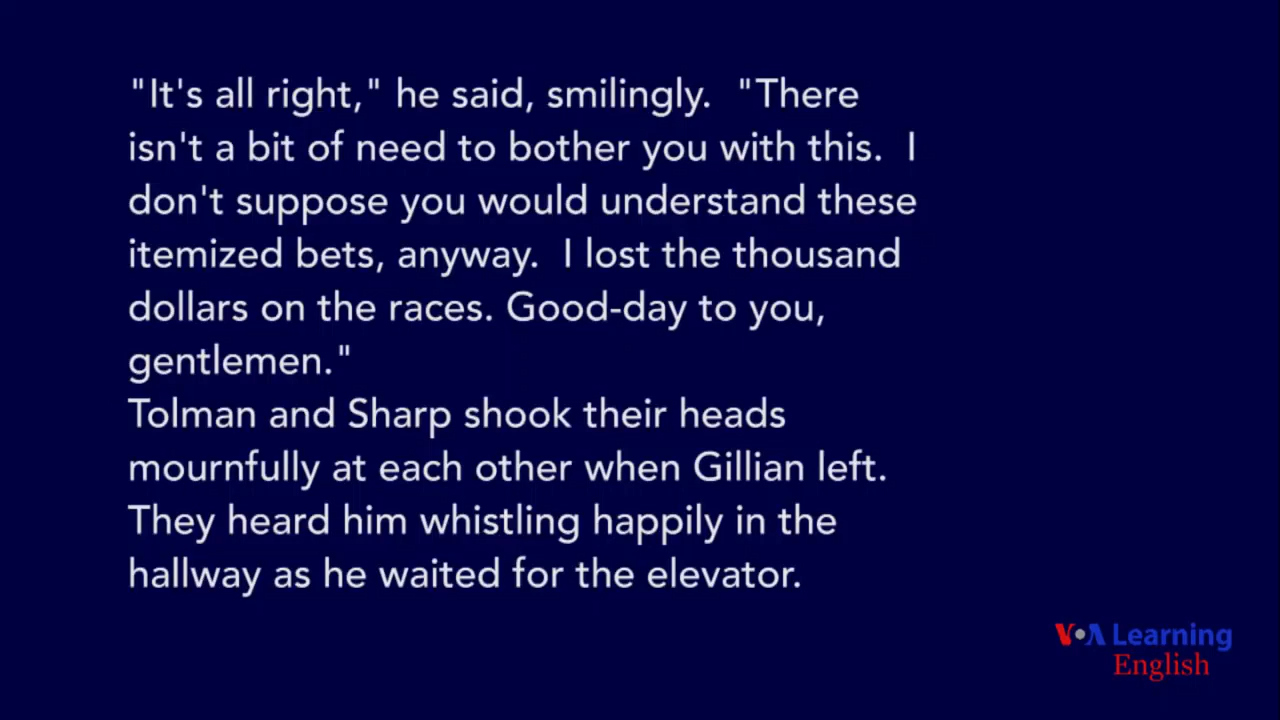 "It's all right," he said, smilingly.  "There
isn't a bit of need to bother you with this.  I
don't suppose you would understand these
itemized bets, anyway.  I lost the thousand
dollars on the races. Good-day to you,
gentlemen."
Tolman and Sharp shook their heads
mournfully at each other when Gillian left.
They heard him whistling happily in the
hallway as he waited for the elevator.
VOA Learning
English